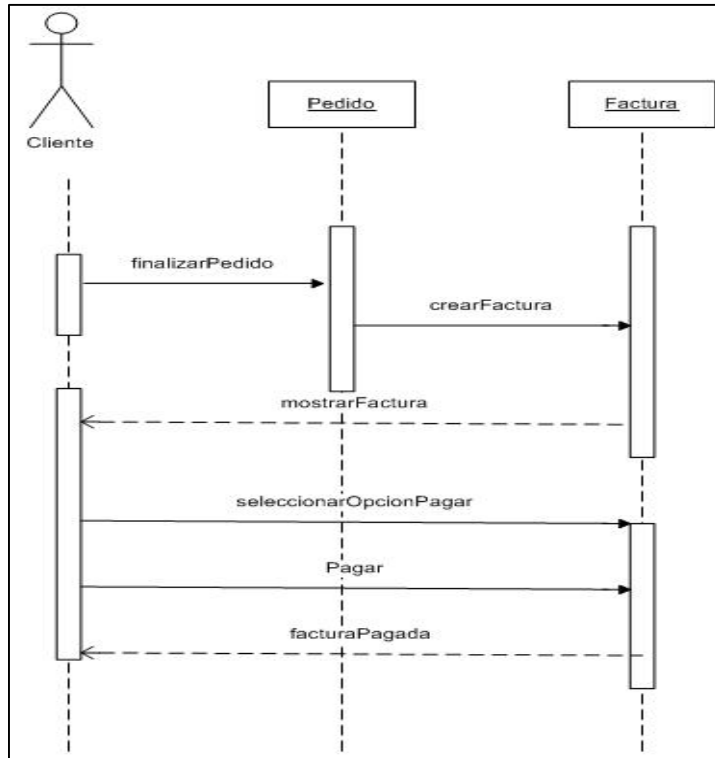 Cliente
Pedido
Factura
finalizarPedido
crearFactura
mostrarFactura
seleccionarOpcionPagar
Pagar
facturaPagada